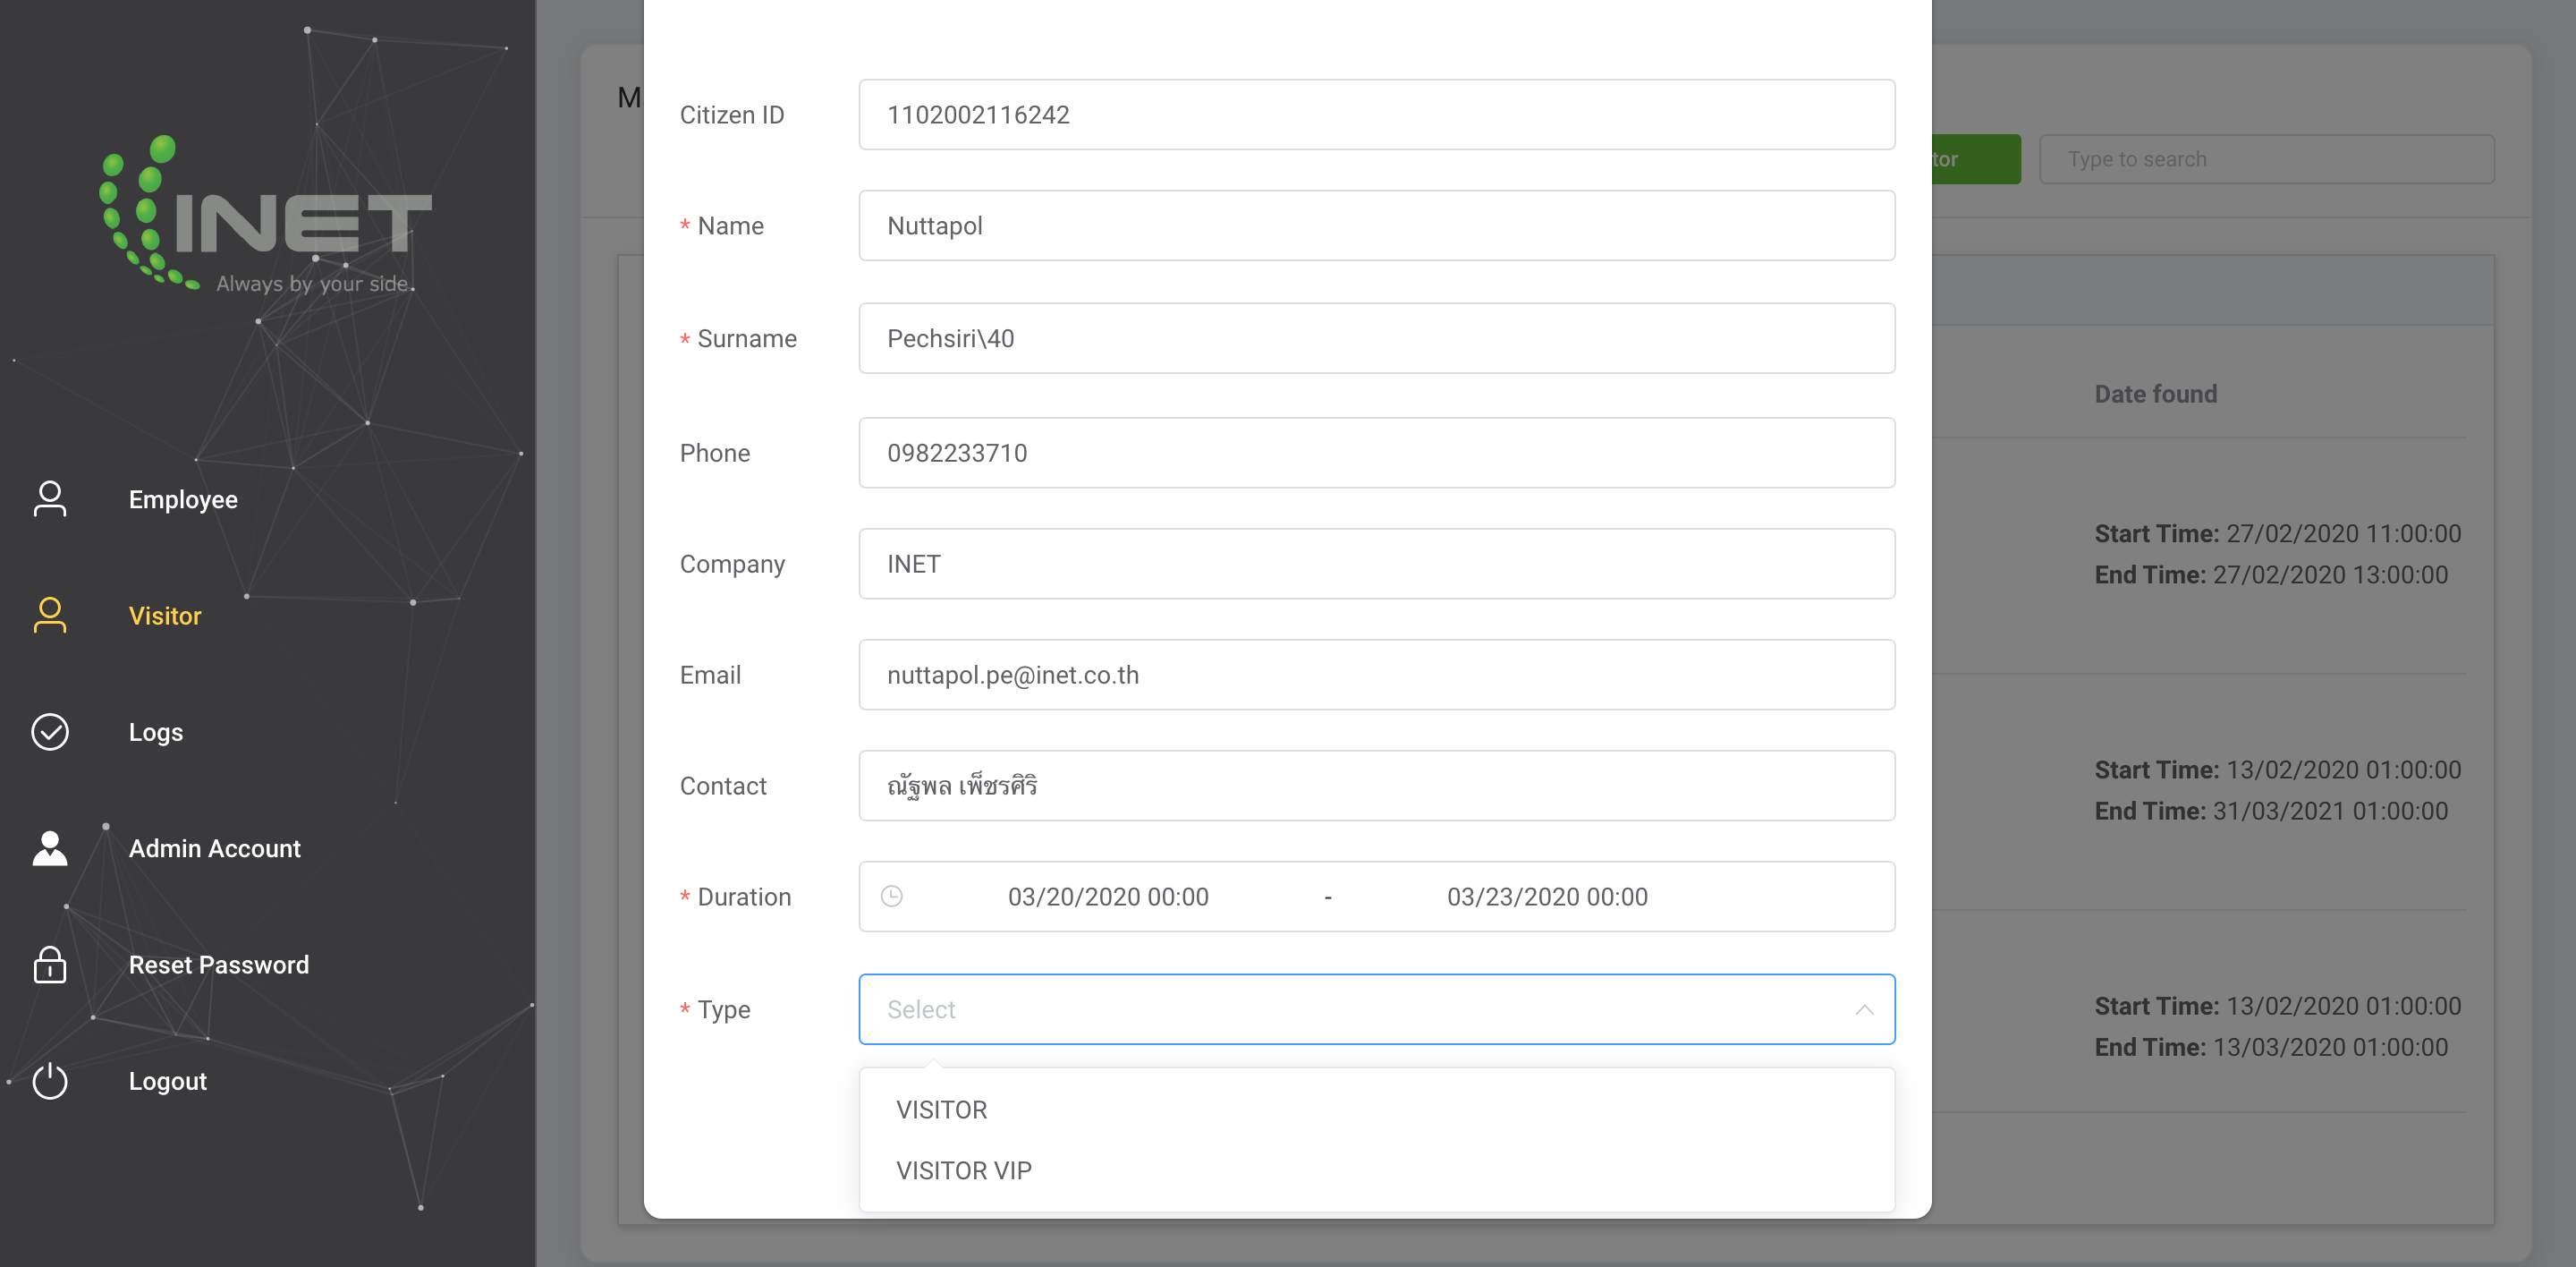 INET
Always by your side.
Employee
Visitor
Logs
Admin Account
Reset Password
Logout
Citizen ID
1102002116242
* Name
Nuttapol
* Surname
Pechsiri\40
Phone
0982233710
Company
INET
Email
nuttapol.pe@inet.co.th
Contact
ณัฐพล เพ็ชรศิริ
* Duration
03/20/2020 00:00 - 03/23/2020 00:00
* Type
Select
VISITOR
VISITOR VIP
Type to search
Date found
Start Time: 27/02/2020 11:00:00
End Time: 27/02/2020 13:00:00
Start Time: 13/02/2020 01:00:00
End Time: 31/03/2021 01:00:00
Start Time: 13/02/2020 01:00:00
End Time: 13/03/2020 01:00:00